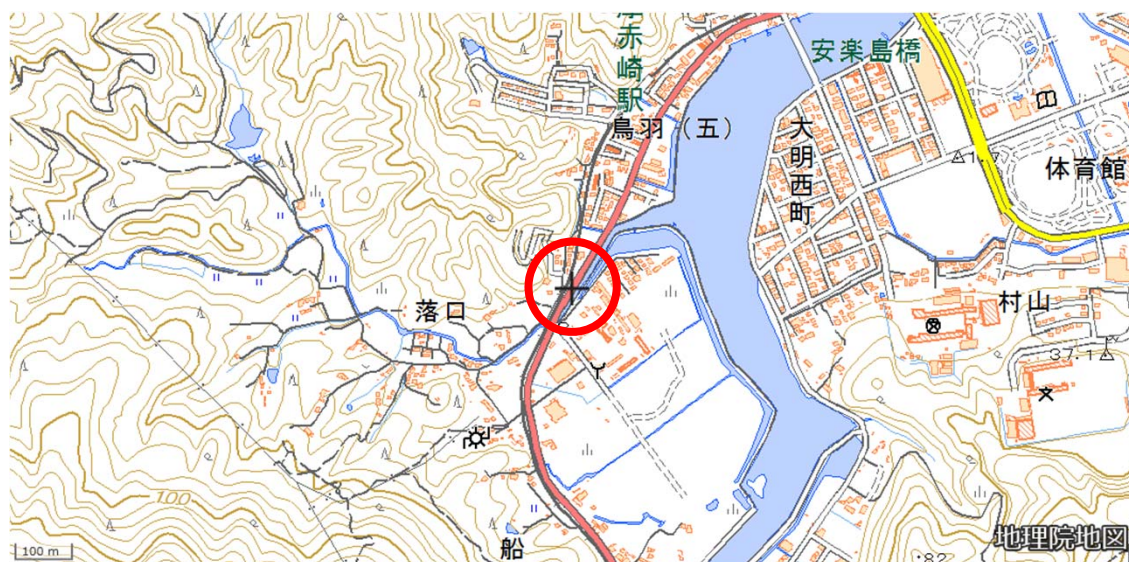 赤崎駅
安楽島橋
鳥羽（五）
大明西町
体育館
落口
村山
37.1
船
100
・82
100 m
地理院地図